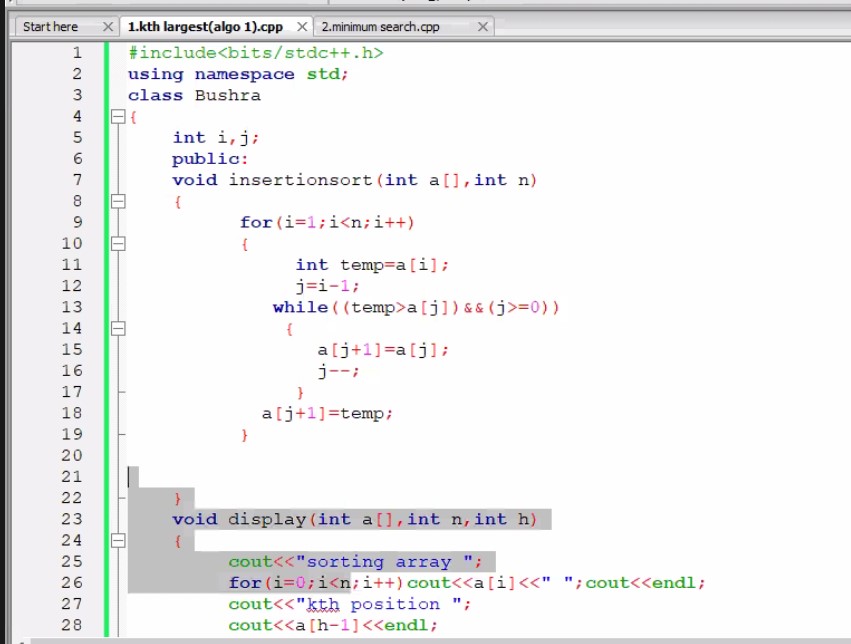 Start here 1.kth largest(algo 1).cpp 2.minimum search.cpp
1 #include<bits/stdc++.h>
2 using namespace std;
3 class Bushra
4 {
5 int i,j;
6 public:
7 void insertionsort(int a[],int n)
8 {
9 for(i=1;i<n;i++)
10 {
11 int temp=a[i];
12 j=i-1;
13 while((temp>a[j])&&(j>=0))
14 {
15 a[j+1]=a[j];
16 j--;
17 }
18 a[j+1]=temp;
19 }
20
21
22 }
23 void display(int a[],int n,int h)
24 {
25 cout<<"sorting array ";
26 for(i=0;i<n;i++)cout<<a[i]<<" ";cout<<endl;
27 cout<<"kth position ";
28 cout<<a[h-1]<<endl;